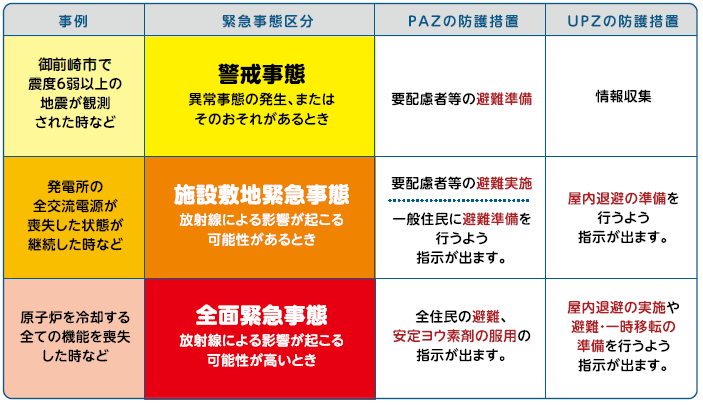 事例
緊急事態区分
PAZの防護措置
UPZの防護措置
御前崎市で
震度6弱以上の
地震が観測
された時など
警戒事態
異常事態の発生、または
そのおそれがあるとき
要配慮者等の避難準備
情報収集
発電所の
全交流電源が
喪失した状態が
継続した時など
施設敷地緊急事態
放射線による影響が起こる
可能性があるとき
要配慮者等の避難実施
一般住民に避難準備を
行うよう
指示が出ます。
屋内退避の準備を
行うよう
指示が出ます。
原子炉を冷却する
全ての機能を喪失
した時など
全面緊急事態
放射線による影響が起こる
可能性が高いとき
全住民の避難、
安定ヨウ素剤の服用の
指示が出ます。
屋内退避の実施や
避難・一時移転の
準備を行うよう
指示が出ます。